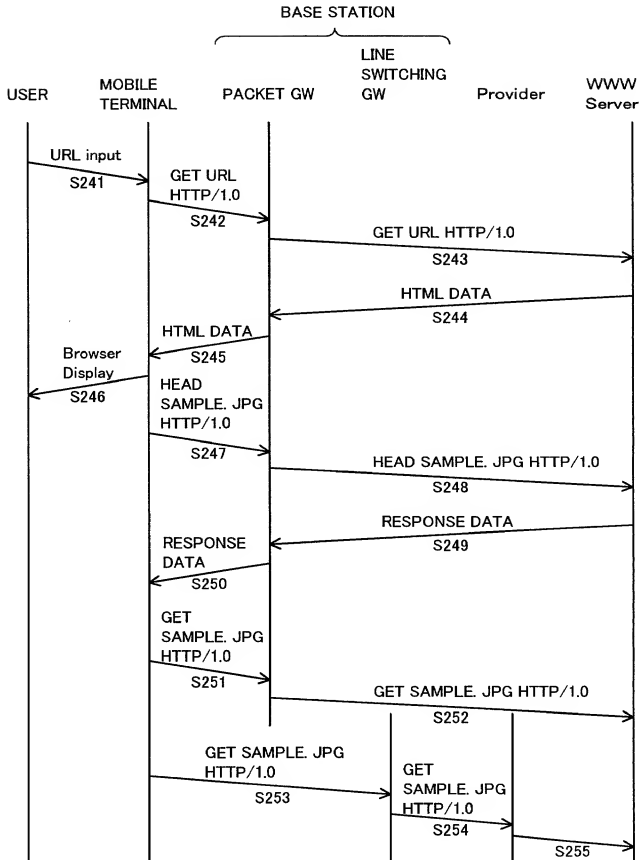 BASE STATION
USER
MOBILE
TERMINAL
PACKET GW
LINE
SWITCHING
GW
Provider
WWW
Server
URL input
S241
GET URL
HTTP/1.0
S242
GET URL HTTP/1.0
S243
HTML DATA
S244
HTML DATA
S245
Browser
Display
S246
HEAD
SAMPLE. JPG
HTTP/1.0
S247
HEAD SAMPLE. JPG HTTP/1.0
S248
RESPONSE DATA
S249
RESPONSE
DATA
S250
GET
SAMPLE. JPG
HTTP/1.0
S251
GET SAMPLE. JPG HTTP/1.0
S252
GET SAMPLE. JPG
HTTP/1.0
S253
GET
SAMPLE. JPG
HTTP/1.0
S254
S255